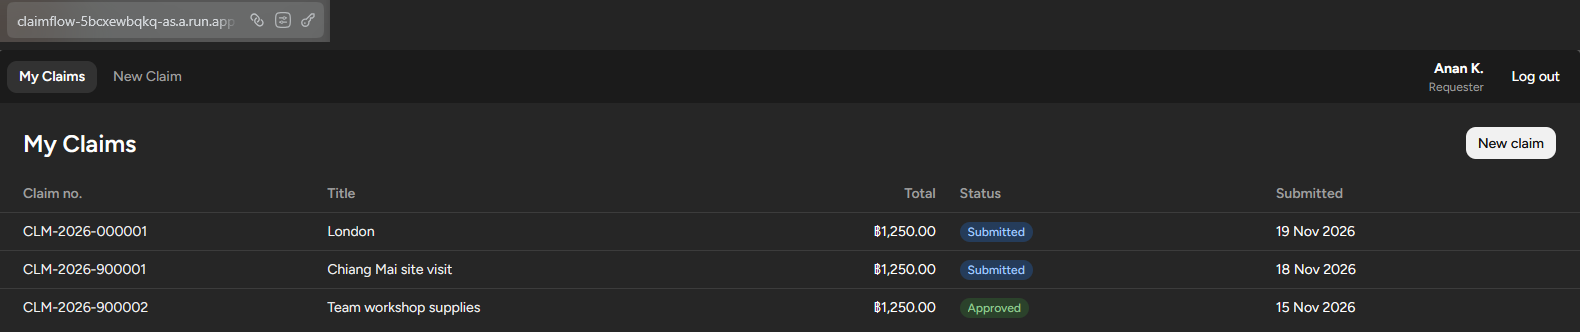 claimflow-5bcxewbqkq-as.a.run.app
My Claims New Claim
Anan K.
Requester
Log out
My Claims
New claim
Claim no. Title Total Status Submitted
CLM-2026-000001 London ฿1,250.00 Submitted 19 Nov 2026
CLM-2026-900001 Chiang Mai site visit ฿1,250.00 Submitted 18 Nov 2026
CLM-2026-900002 Team workshop supplies ฿1,250.00 Approved 15 Nov 2026